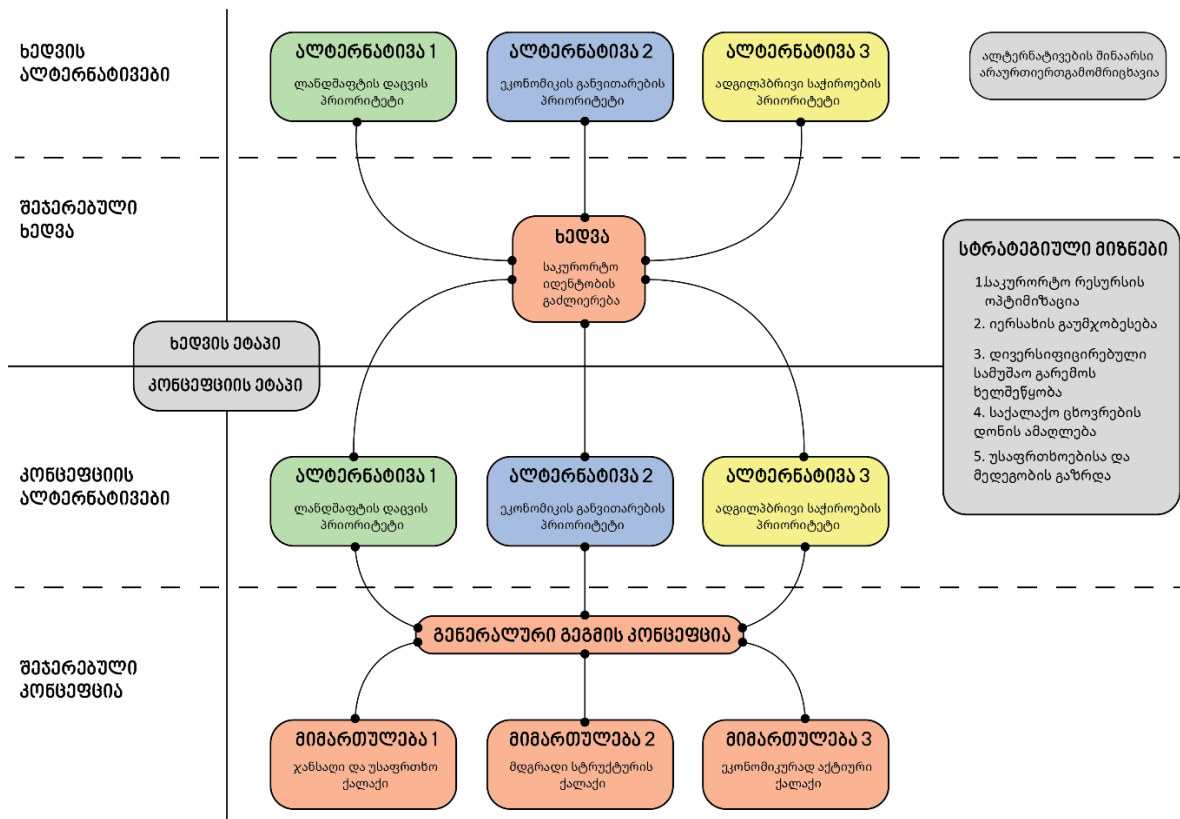 ხედვის
ალტერნატივები
ალტერნატივა 1
ლანდშაფტის დაცვის
პრიორიტეტი
ალტერნატივა 2
ეკონომიკის განვითარების
პრიორიტეტი
ალტერნატივა 3
ადგილპბრივი საჭიროების
პრიორიტეტი
ალტერნატივების შინაარსი
არაურთიერთგამომრიცხავია
შეჯერებული
ხედვა
ხედვა
საკურორტო
იდენტობის
გაძლიერება
სტრატეგიული მიზნები
1.საკურორტო რესურსის
ოპტიმიზაცია
2. იერსახის გაუმჯობესება
3. დივერსიფიცირებული
სამუშაო გარემოს
ხელშეწყობა
4. საქალაქო ცხოვრების
დონის ამაღლება
5. უსაფრთხოებისა და
მედეგობის გაზრდა
ხედვის ეტაპი
კონცეფციის ეტაპი
კონცეფციის
ალტერნატივები
ალტერნატივა 1
ლანდშაფტის დაცვის
პრიორიტეტი
ალტერნატივა 2
ეკონომიკის განვითარების
პრიორიტეტი
ალტერნატივა 3
ადგილპბრივი საჭიროების
პრიორიტეტი
შეჯერებული
კონცეფცია
გენერალური გეგმის კონცეფცია
მიმართულება 1
ჯანსაღი და უსაფრთხო
ქალაქი
მიმართულება 2
მდგრადი სტრუქტურის
ქალაქი
მიმართულება 3
ეკონომიკურად აქტიური
ქალაქი